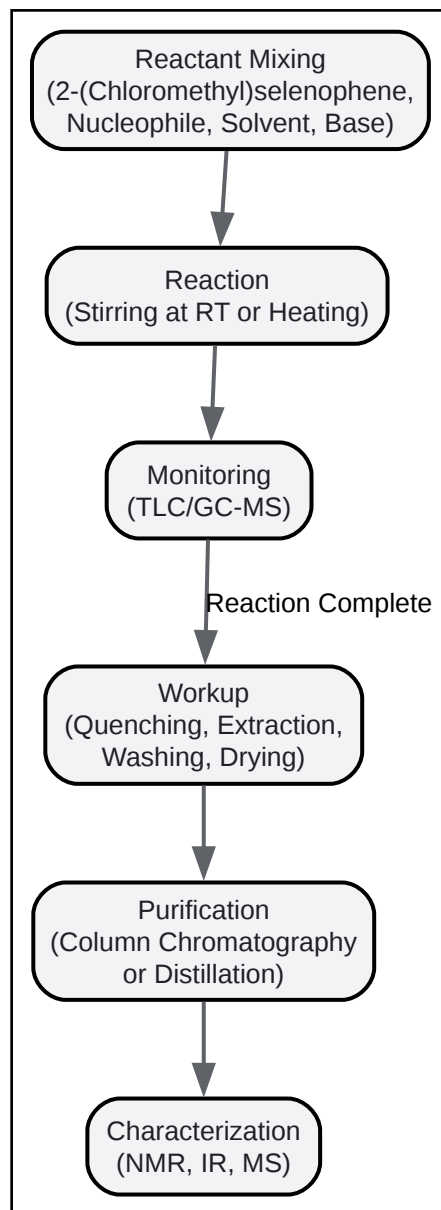 Reactant Mixing
(2-(Chloromethyl)selenophene,
Nucleophile, Solvent, Base)
Reaction
(Stirring at RT or Heating)
Monitoring
(TLC/GC-MS)
Reaction Complete
Workup
(Quenching, Extraction,
Washing, Drying)
Purification
(Column Chromatography
or Distillation)
Characterization
(NMR, IR, MS)